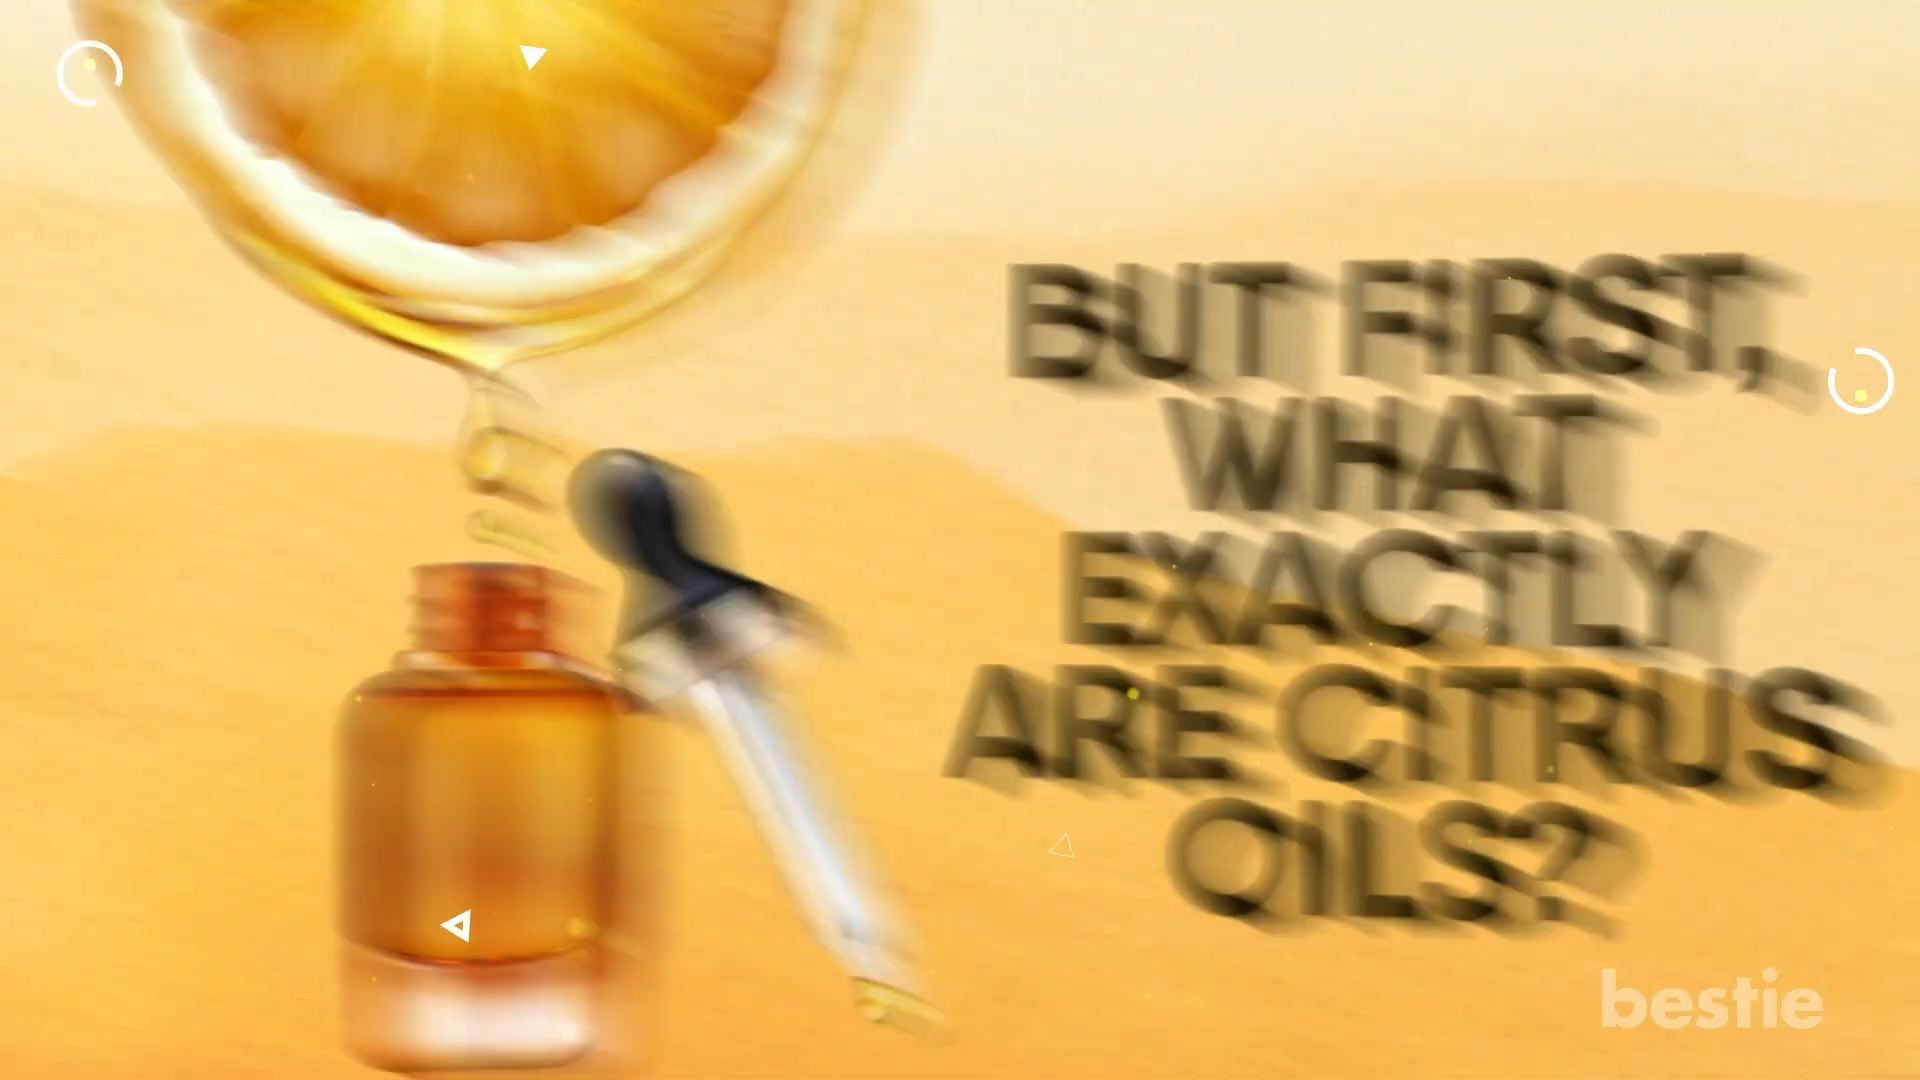 BUT FIRST,
WHAT
EXACTLY
ARE CITRUS
OILS?
bestie